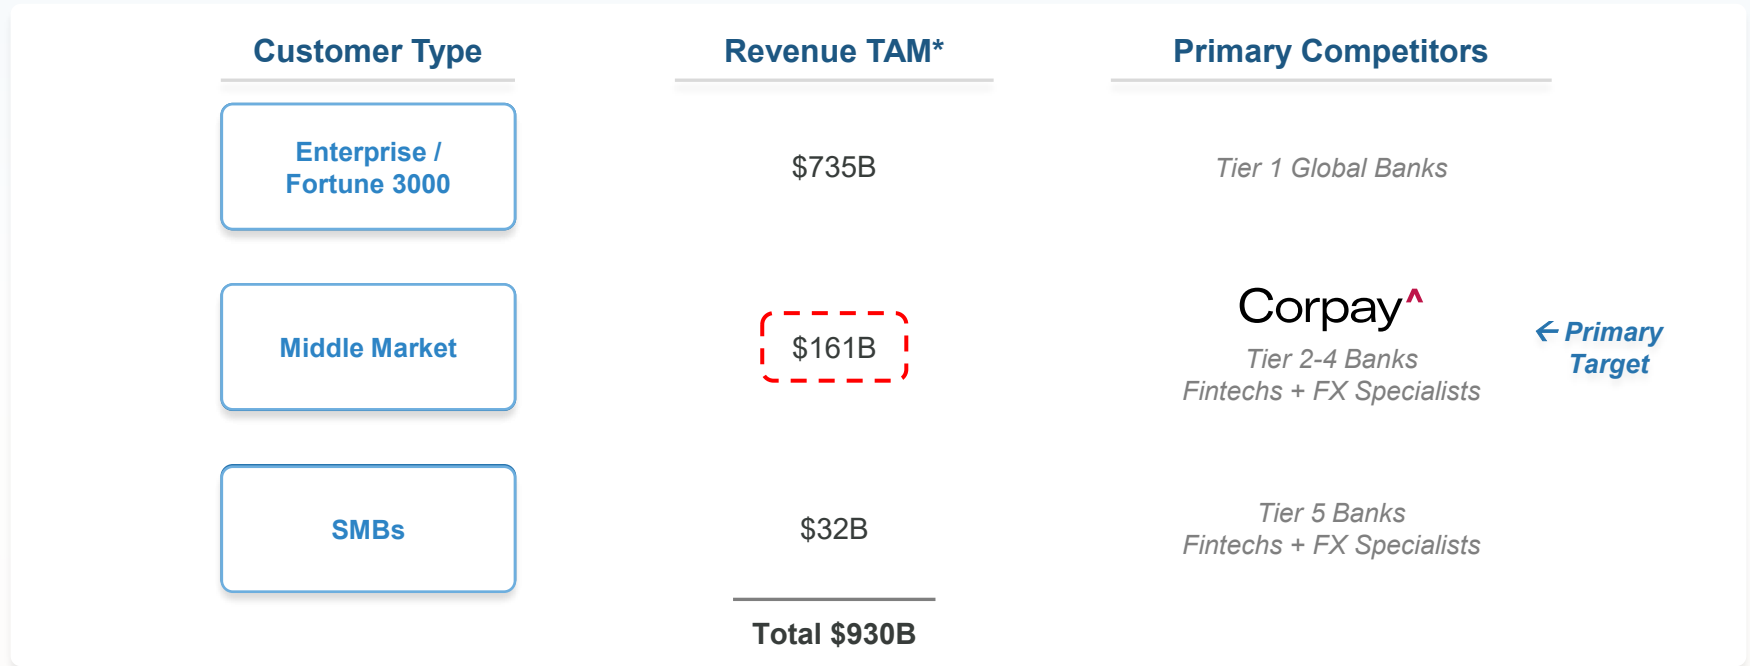 Customer Type
Revenue TAM*
Primary Competitors
Enterprise /
Fortune 3000
$735B
Tier 1 Global Banks
Middle Market
$161B
Corpay^
Tier 2-4 Banks
Fintechs + FX Specialists
← Primary
Target
SMBs
$32B
Tier 5 Banks
Fintechs + FX Specialists
Total $930B